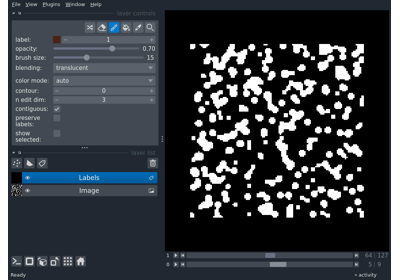 File View Plugins Window Help
layer controls
label: 1
opacity: 0.70
brush size: 15
blending: translucent
color mode: auto
contour: 0
n edit dim: 3
contiguous:
preserve
labels:
show
selected:
layer list
Labels
Image
1 64 127
0 5 9
Ready
activity